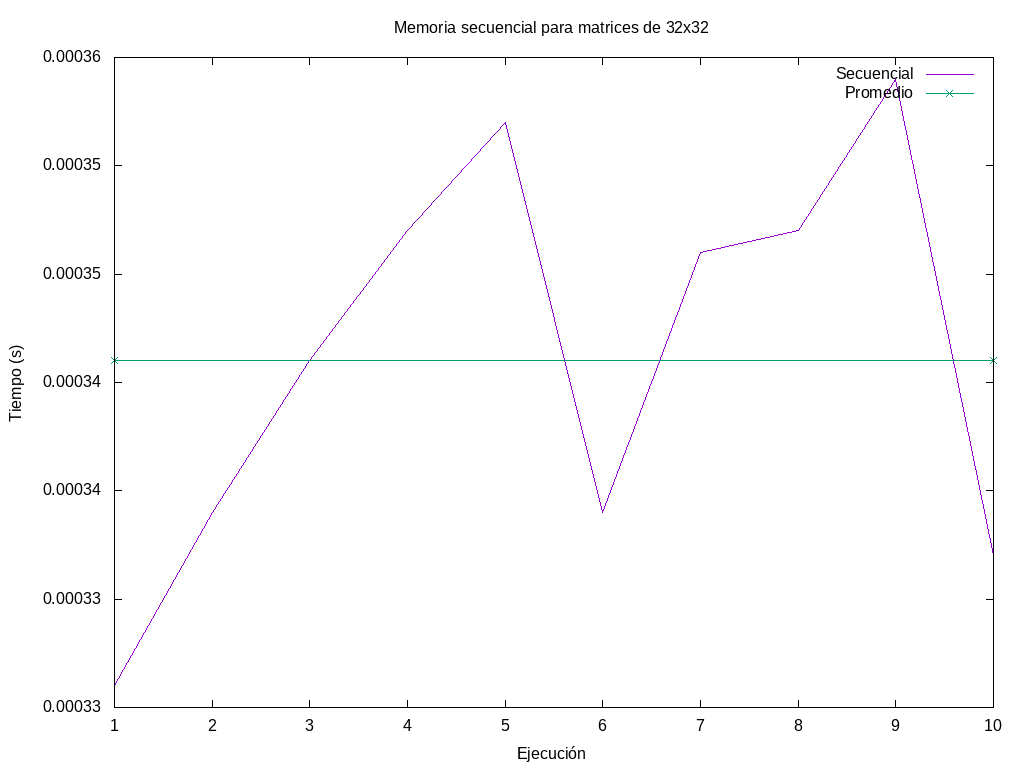 Memoria secuencial para matrices de 32x32
0.00036
Secuencial
Promedio
0.00035
0.00035
Tiempo (s)
0.00034
0.00034
0.00033
0.00033
1 2 3 4 5 6 7 8 9 10
Ejecución